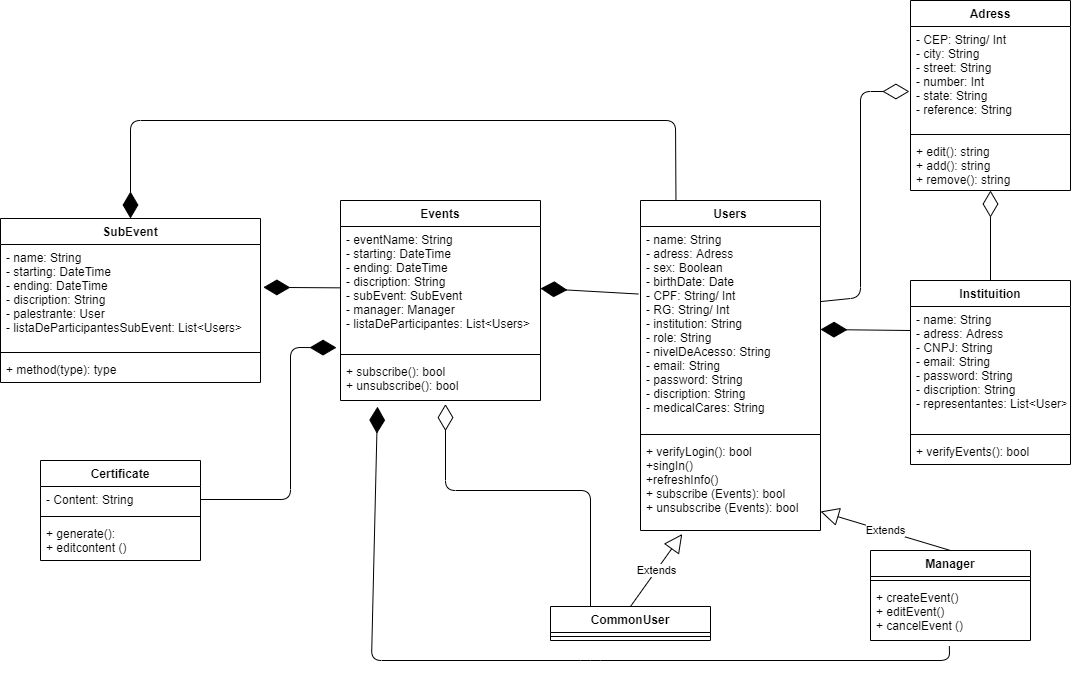 Adress
- CEP: String/ Int
- city: String
- street: String
- number: Int
- state: String
- reference: String
+ edit(): string
+ add(): string
+ remove(): string
SubEvent
- name: String
- starting: DateTime
- ending: DateTime
- discription: String
- palestrante: User
- listaDeParticipantesSubEvent: List<Users>
+ method(type): type
Events
- eventName: String
- starting: DateTime
- ending: DateTime
- discription: String
- subEvent: SubEvent
- manager: Manager
- listaDeParticipantes: List<Users>
+ subscribe(): bool
+ unsubscribe(): bool
Users
- name: String
- adress: Adress
- sex: Boolean
- birthDate: Date
- CPF: String/ Int
- RG: String/ Int
- institution: String
- role: String
- nivelDeAcesso: String
- email: String
- password: String
- discription: String
- medicalCares: String
+ verifyLogin(): bool
+singIn()
+refreshInfo()
+ subscribe (Events): bool
+ unsubscribe (Events): bool
Instituition
- name: String
- adress: Adress
- CNPJ: String
- email: String
- password: String
- discription: String
- representantes: List<User>
+ verifyEvents(): bool
Certificate
- Content: String
+ generate():
+ editcontent ()
Extends
Extends
CommonUser
Manager
+ createEvent()
+ editEvent()
+ cancelEvent ()